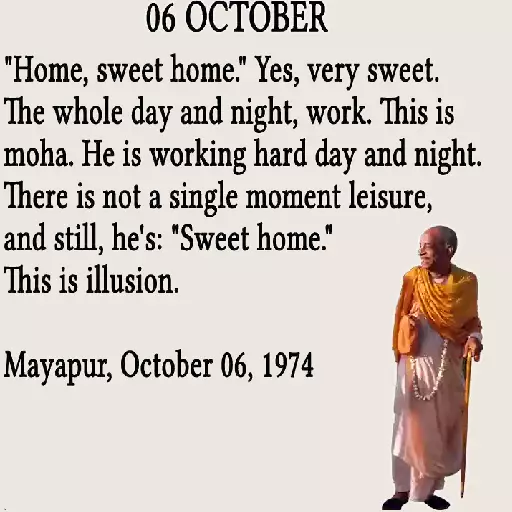 06 OCTOBER
"Home, sweet home." Yes, very sweet.
The whole day and night, work. This is
moha. He is working hard day and night.
There is not a single moment leisure,
and still, he's: "Sweet home."
This is illusion.
Mayapur, October 06, 1974